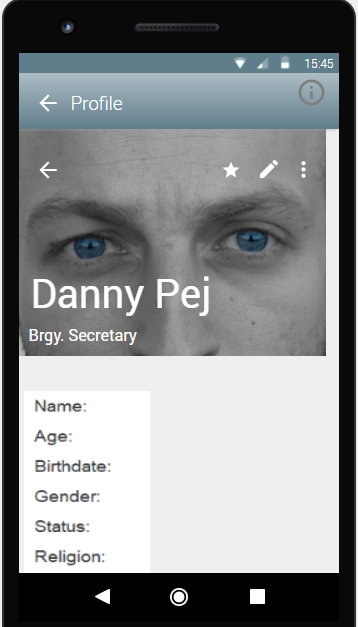 15:45
Profile
Danny Pej
Brgy. Secretary
Name:
Age:
Birthdate:
Gender:
Status:
Religion: